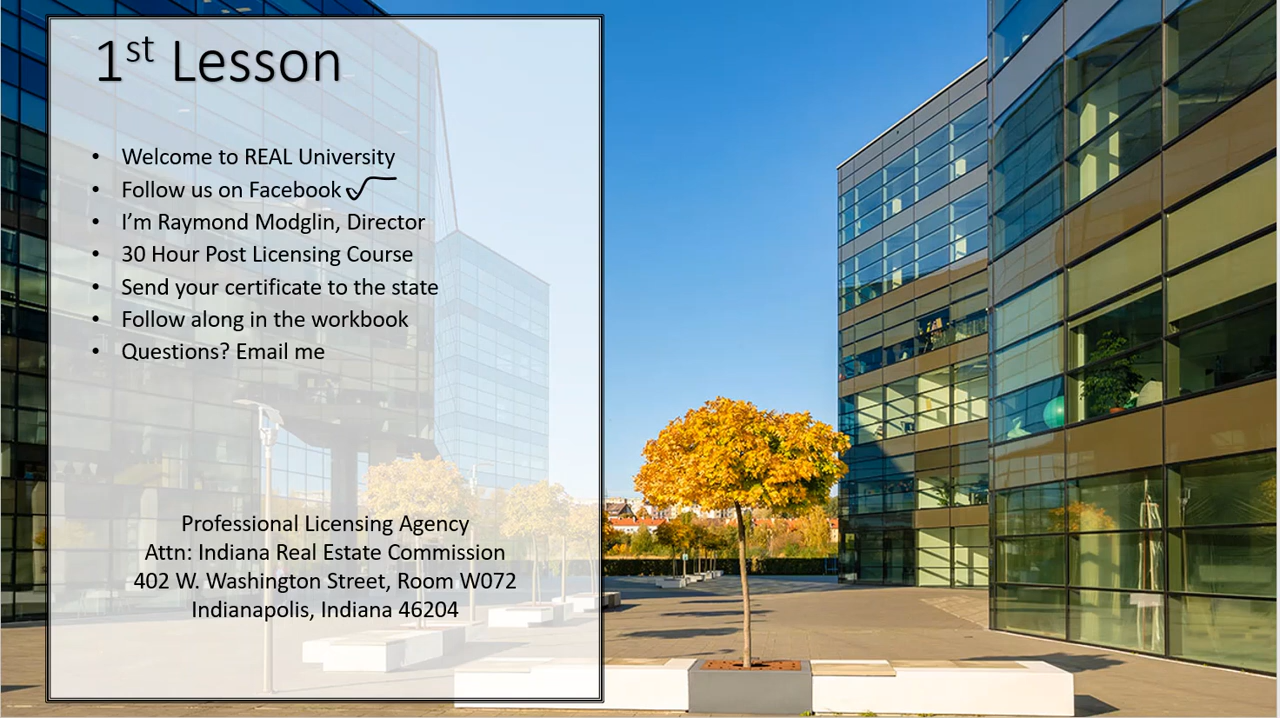 1st Lesson
• Welcome to REAL University
• Follow us on Facebook
• I’m Raymond Modglin, Director
• 30 Hour Post Licensing Course
• Send your certificate to the state
• Follow along in the workbook
• Questions? Email me
Professional Licensing Agency
Attn: Indiana Real Estate Commission
402 W. Washington Street, Room W072
Indianapolis, Indiana 46204